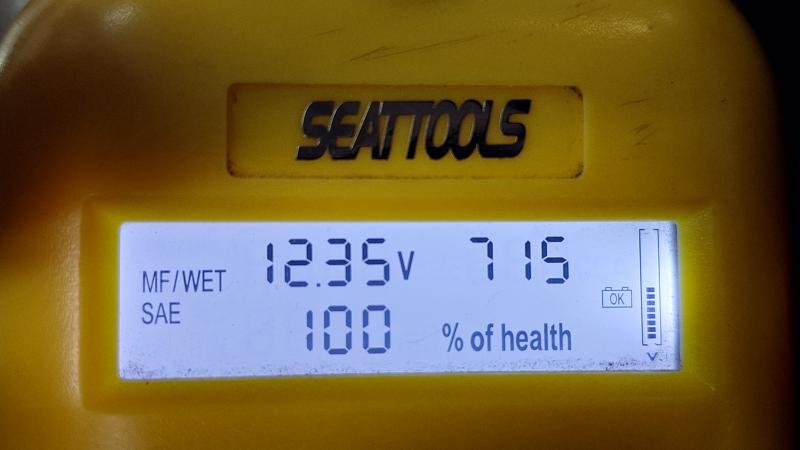 SEATTOOLS
MF/WET 12.35V 715
SAE 100 % of health
OK
V